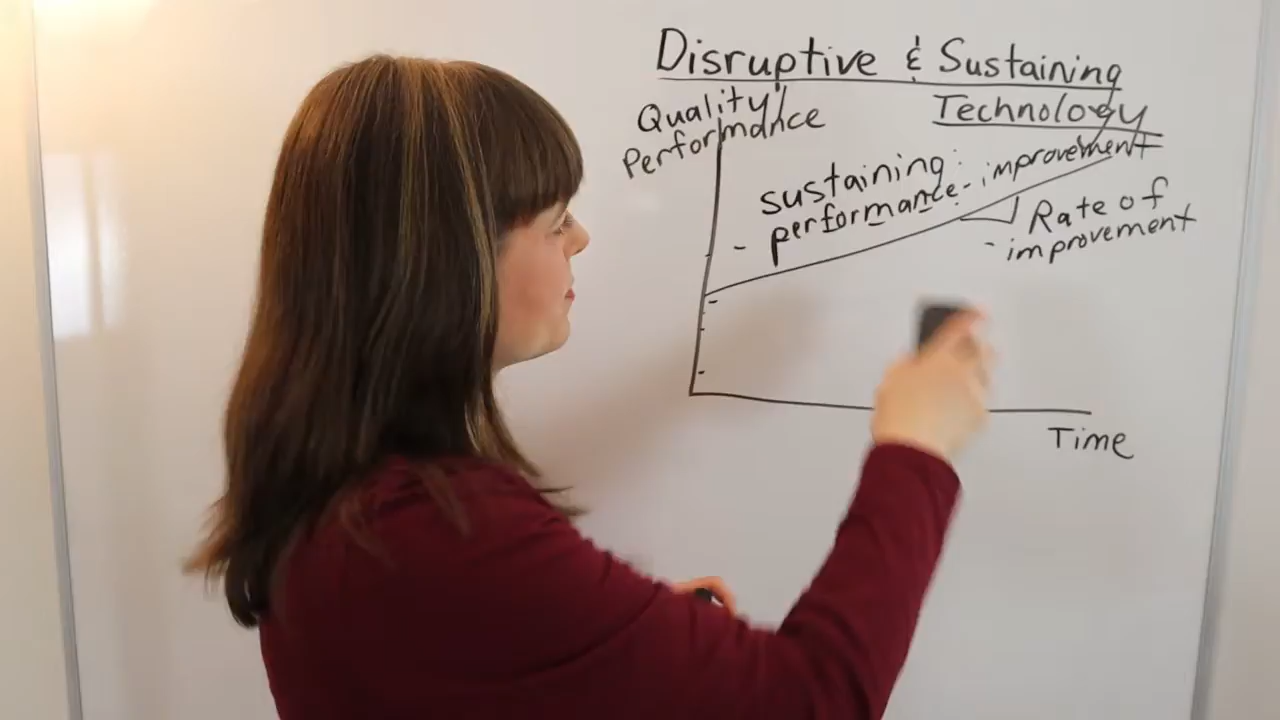 Disruptive & Sustaining
Technology
Quality/
Performance
sustaining:
- performance-improvement
Rate of
- improvement
Time